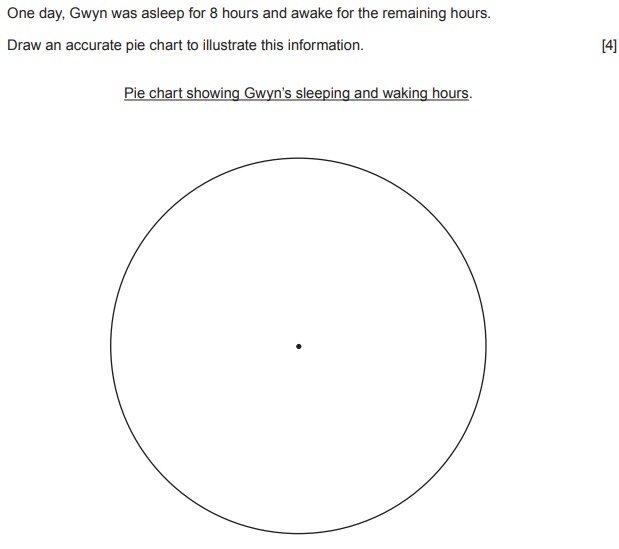 One day, Gwyn was asleep for 8 hours and awake for the remaining hours.
Draw an accurate pie chart to illustrate this information. [4]
Pie chart showing Gwyn's sleeping and waking hours.